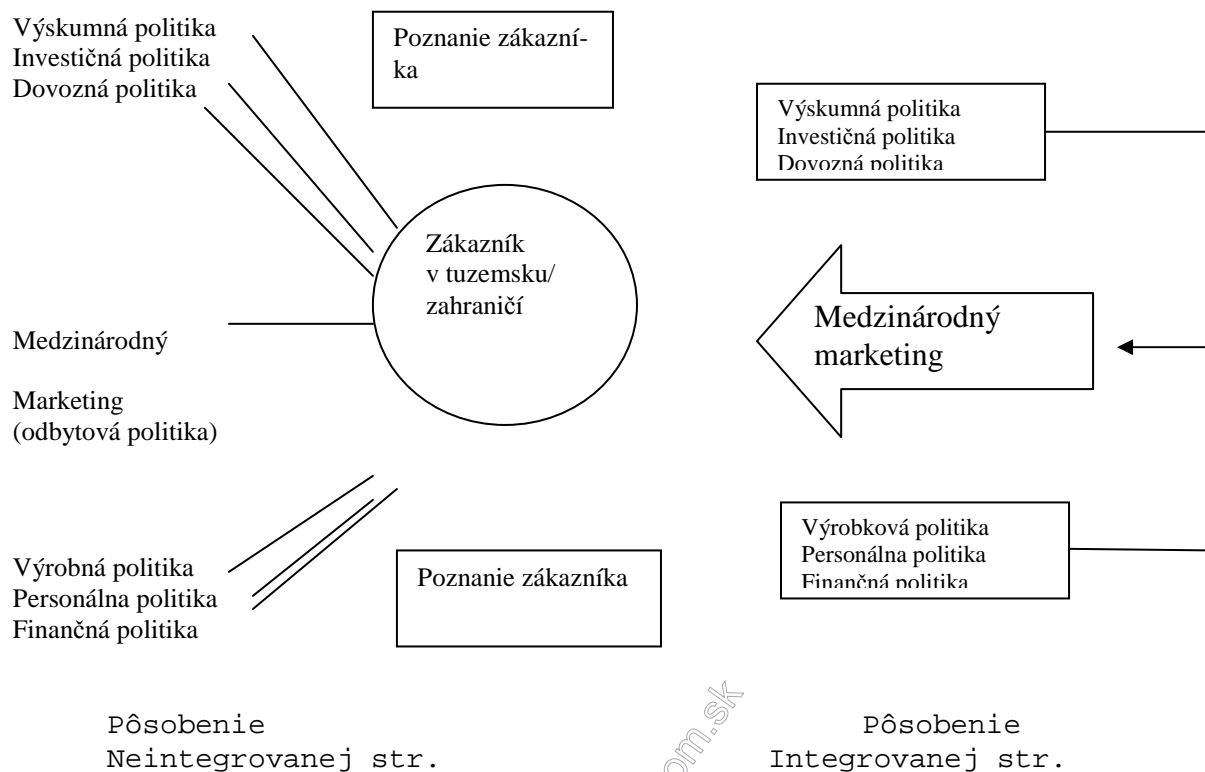 Výskumná politika
Investičná politika
Dovozná politika
Poznanie zákazní-
ka
Výskumná politika
Investičná politika
Dovozná politika
Zákazník
v tuzemsku/
zahraničí
Medzinárodný
marketing
Medzinárodný
Marketing
(odbytová politika)
Výrobná politika
Personálna politika
Finančná politika
Poznanie zákazníka
Výrobková politika
Personálna politika
Finančná politika
Pôsobenie
Neintegrovanej str.
Pôsobenie
Integrovanej str.
om.sk